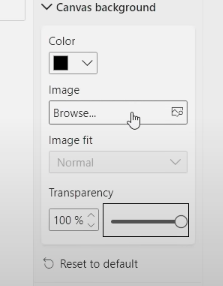 Canvas background
Color
Image
Browse...
Image fit
Normal
Transparency
100 %
Reset to default